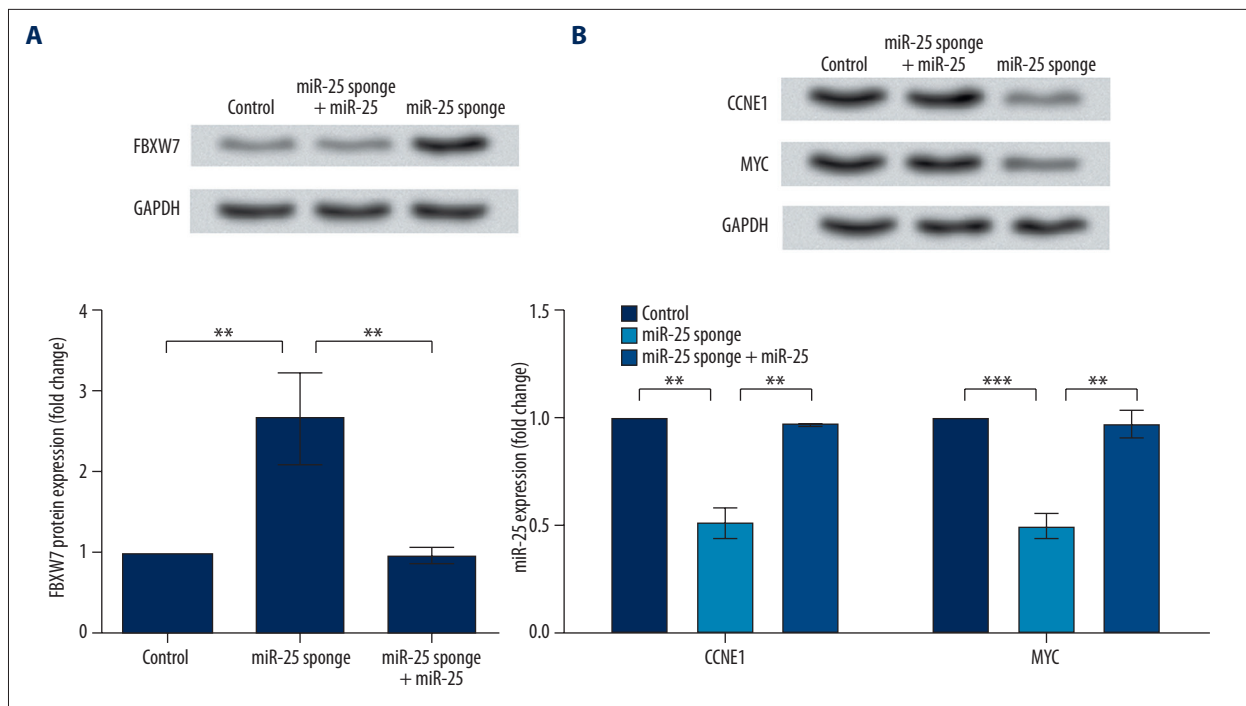 A
Control
miR-25 sponge
+ miR-25
miR-25 sponge
FBXW7
GAPDH
FBXW7 protein expression (fold change)
4
3
2
1
0
**
**
Control
miR-25 sponge
miR-25 sponge
+ miR-25
B
Control
miR-25 sponge
+ miR-25
miR-25 sponge
CCNE1
MYC
GAPDH
miR-25 expression (fold change)
1.5
1.0
0.5
0.0
Control
miR-25 sponge
miR-25 sponge + miR-25
**
**
***
**
CCNE1
MYC